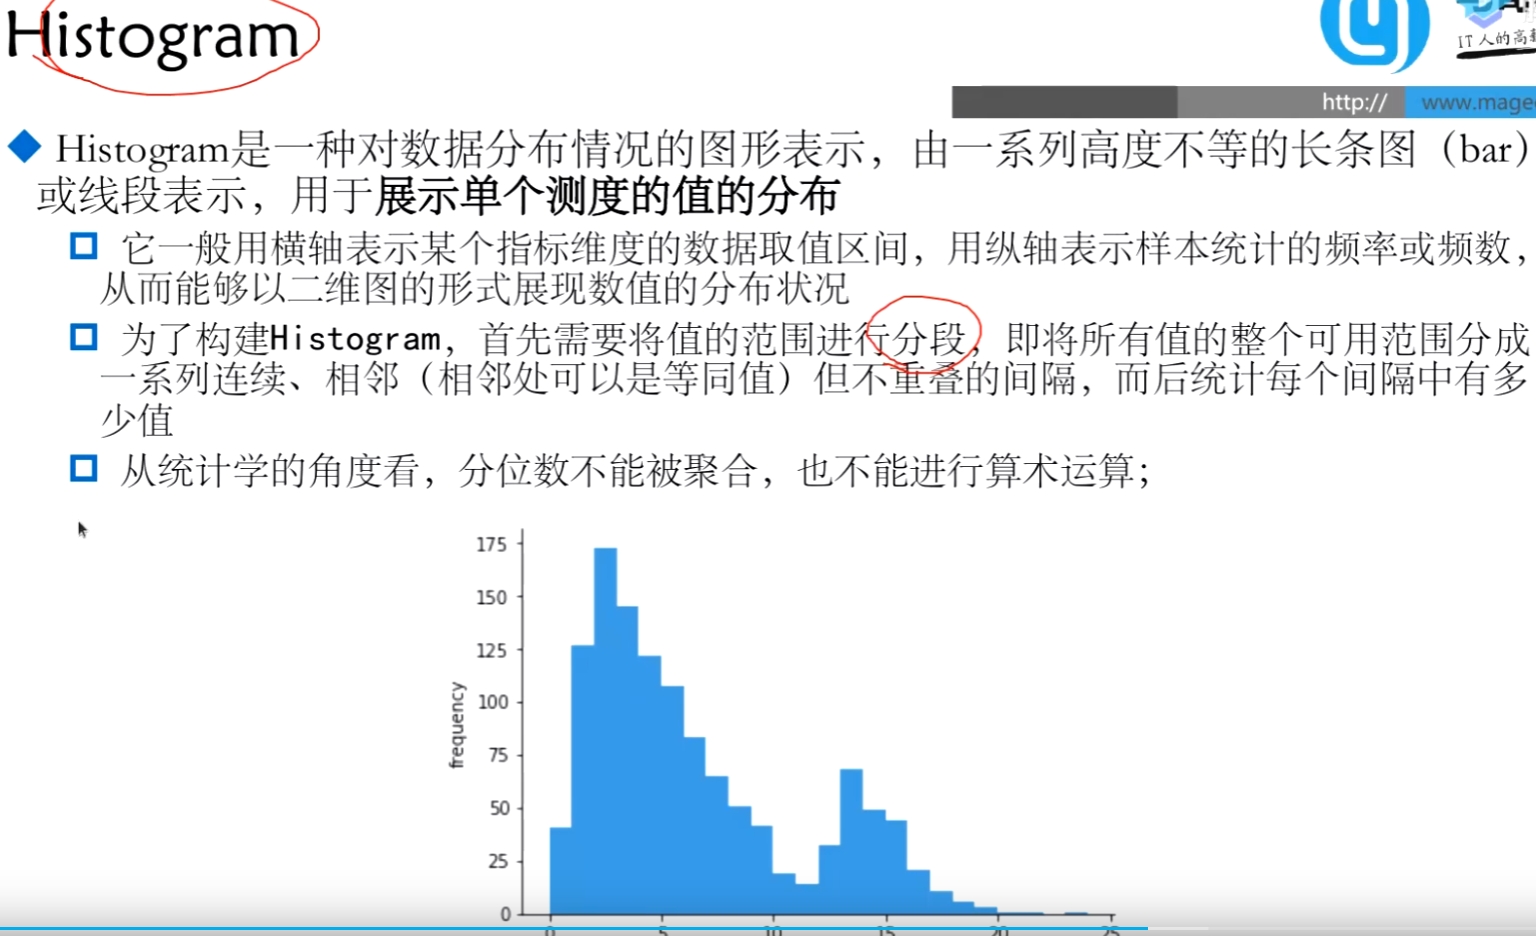 Histogram
IT人的高
http://
www.mage
Histogram是一种对数据分布情况的图形表示，由一系列高度不等的长条图（bar）
或线段表示，用于展示单个测度的值的分布
它一般用横轴表示某个指标维度的数据取值区间，用纵轴表示样本统计的频率或频数，
从而能够以二维图的形式展现数值的分布状况
为了构建Histogram，首先需要将值的范围进行分段，即将所有值的整个可用范围分成
一系列连续、相邻（相邻处可以是等同值）但不重叠的间隔，而后统计每个间隔中有多
少值
从统计学的角度看，分位数不能被聚合，也不能进行算术运算；
175
150
125
100
75
50
25
0
frequency
0 5 10 15 20 25